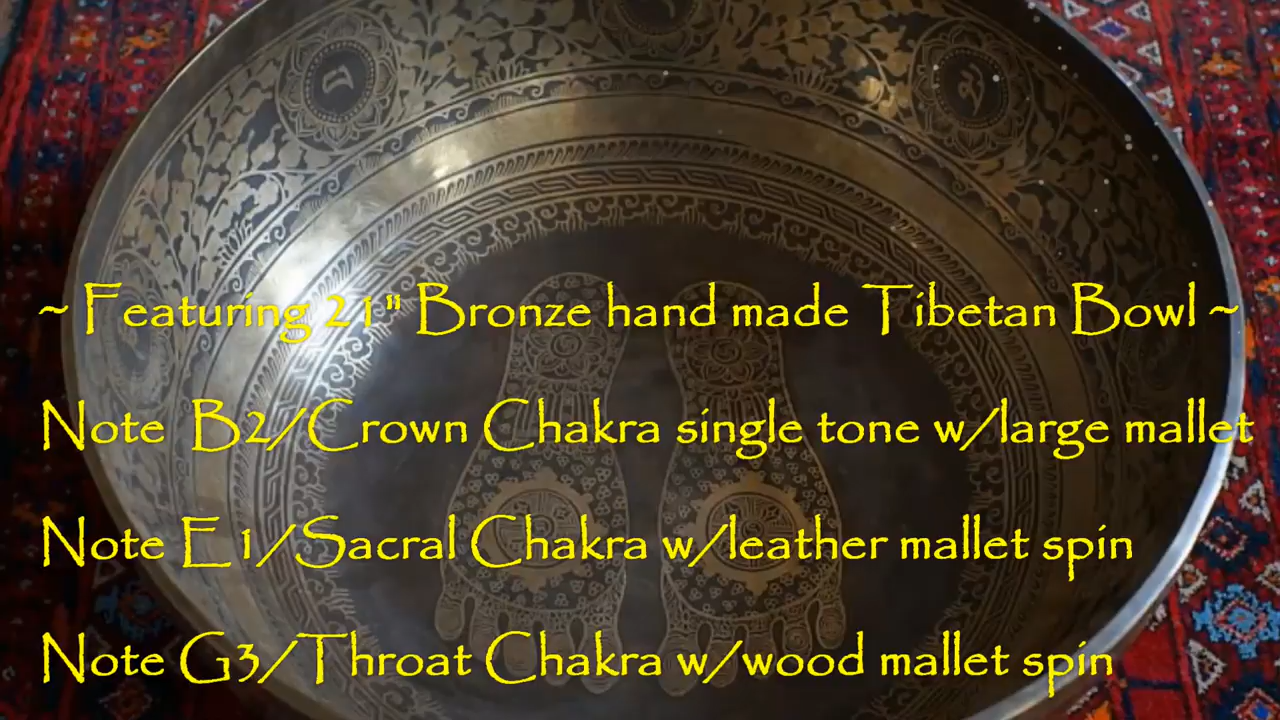 ~ Featuring 21" Bronze hand made Tibetan Bowl ~
Note B2/Crown Chakra single tone w/large mallet
Note E1/Sacral Chakra w/leather mallet spin
Note G3/Throat Chakra w/wood mallet spin